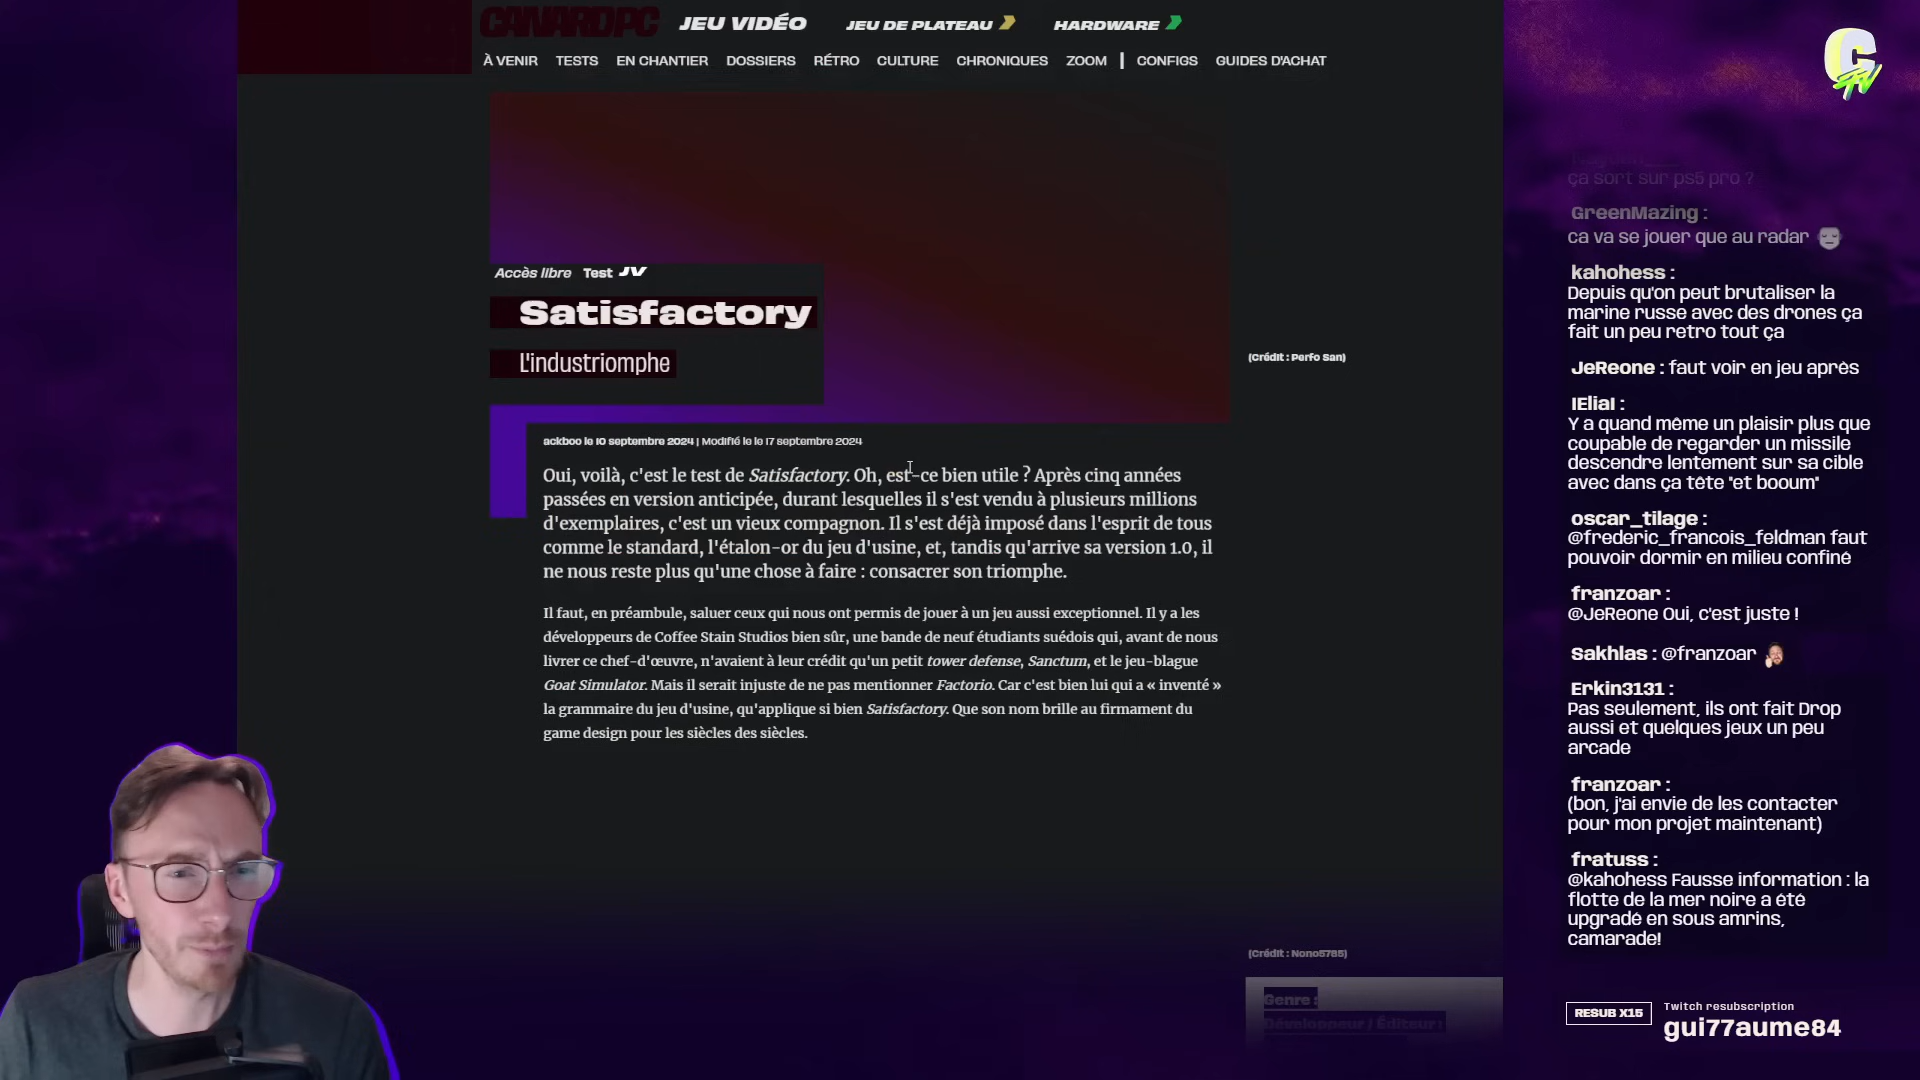 CANARDPC
JEU VIDÉO
JEU DE PLATEAU
HARDWARE
À VENIR
TESTS
EN CHANTIER
DOSSIERS
RÉTRO
CULTURE
CHRONIQUES
ZOOM
CONFIGS
GUIDES D'ACHAT
Accès libre Test JV
Satisfactory
L'industriomphe
(Crédit : Perfo San)
ackboo le 10 septembre 2024 | Modifié le le 17 septembre 2024
Oui, voilà, c'est le test de Satisfactory. Oh, est-ce bien utile ? Après cinq années
passées en version anticipée, durant lesquelles il s'est vendu à plusieurs millions
d'exemplaires, c'est un vieux compagnon. Il s'est déjà imposé dans l'esprit de tous
comme le standard, l'étalon-or du jeu d'usine, et, tandis qu'arrive sa version 1.0, il
ne nous reste plus qu'une chose à faire : consacrer son triomphe.
Il faut, en préambule, saluer ceux qui nous ont permis de jouer à un jeu aussi exceptionnel. Il y a les
développeurs de Coffee Stain Studios bien sûr, une bande de neuf étudiants suédois qui, avant de nous
livrer ce chef-d'œuvre, n'avaient à leur crédit qu'un petit tower defense, Sanctum, et le jeu-blague
Goat Simulator. Mais il serait injuste de ne pas mentionner Factorio. Car c'est bien lui qui a « inventé »
la grammaire du jeu d'usine, qu'applique si bien Satisfactory. Que son nom brille au firmament du
game design pour les siècles des siècles.
(Crédit : Nono5785)
Genre :
Développeur / Éditeur :
ça sort sur ps5 pro ?
GreenMazing :
ca va se jouer que au radar
kahohess :
Depuis qu'on peut brutaliser la
marine russe avec des drones ça
fait un peu retro tout ça
JeReone : faut voir en jeu après
IEliaI :
Y a quand même un plaisir plus que
coupable de regarder un missile
descendre lentement sur sa cible
avec dans ça tête "et booum"
oscar_tilage :
@frederic_francois_feldman faut
pouvoir dormir en milieu confiné
franzoar :
@JeReone Oui, c'est juste !
Sakhlas : @franzoar
Erkin3131 :
Pas seulement, ils ont fait Drop
aussi et quelques jeux un peu
arcade
franzoar :
(bon, j'ai envie de les contacter
pour mon projet maintenant)
fratuss :
@kahohess Fausse information : la
flotte de la mer noire a été
upgradé en sous amrins,
camarade!
RESUB X15
Twitch resubscription
gui77aume84